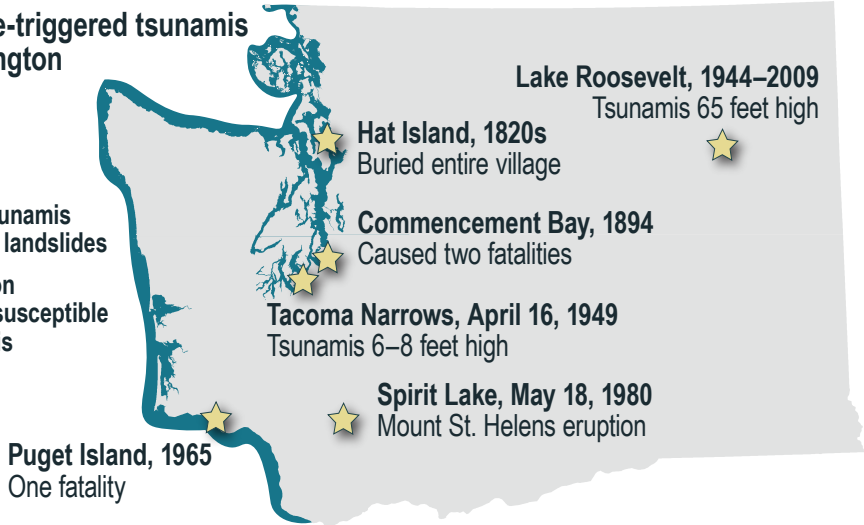 e-triggered tsunamis
ngton
Lake Roosevelt, 1944–2009
Tsunamis 65 feet high
Hat Island, 1820s
Buried entire village
unamis
landslides
on
susceptible
s
Commencement Bay, 1894
Caused two fatalities
Tacoma Narrows, April 16, 1949
Tsunamis 6–8 feet high
Spirit Lake, May 18, 1980
Mount St. Helens eruption
Puget Island, 1965
One fatality